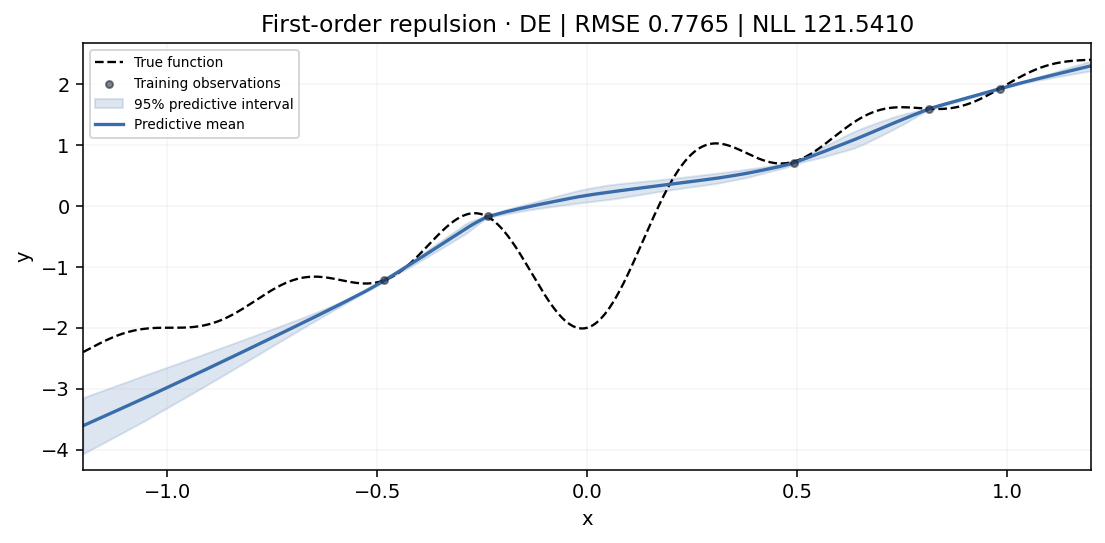 First-order repulsion · DE | RMSE 0.7765 | NLL 121.5410
True function
Training observations
95% predictive interval
Predictive mean
y
2
1
0
−1
−2
−3
−4
−1.0 −0.5 0.0 0.5 1.0
x